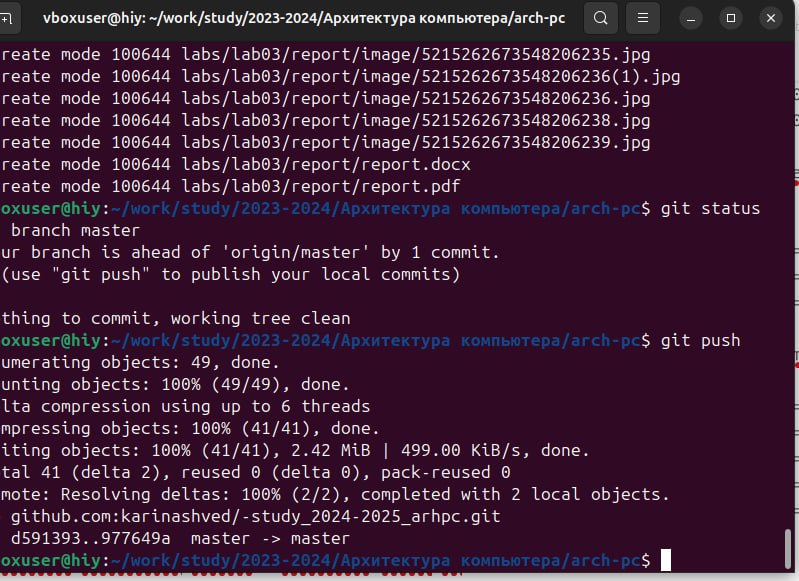 vboxuser@hiy: ~/work/study/2023-2024/Архитектура компьютера/arch-pc
reate mode 100644 labs/lab03/report/image/5215262673548206235.jpg
reate mode 100644 labs/lab03/report/image/5215262673548206236(1).jpg
reate mode 100644 labs/lab03/report/image/5215262673548206236.jpg
reate mode 100644 labs/lab03/report/image/5215262673548206238.jpg
reate mode 100644 labs/lab03/report/image/5215262673548206239.jpg
reate mode 100644 labs/lab03/report/report.docx
reate mode 100644 labs/lab03/report/report.pdf
oxuser@hiy:~/work/study/2023-2024/Архитектура компьютера/arch-pc$ git status
branch master
ur branch is ahead of 'origin/master' by 1 commit.
(use "git push" to publish your local commits)
thing to commit, working tree clean
oxuser@hiy:~/work/study/2023-2024/Архитектура компьютера/arch-pc$ git push
umerating objects: 49, done.
unting objects: 100% (49/49), done.
lta compression using up to 6 threads
mpressing objects: 100% (41/41), done.
iting objects: 100% (41/41), 2.42 MiB | 499.00 KiB/s, done.
tal 41 (delta 2), reused 0 (delta 0), pack-reused 0
mote: Resolving deltas: 100% (2/2), completed with 2 local objects.
github.com:karinashved/-study_2024-2025_arhpc.git
d591393..977649a  master -> master
oxuser@hiy:~/work/study/2023-2024/Архитектура компьютера/arch-pc$